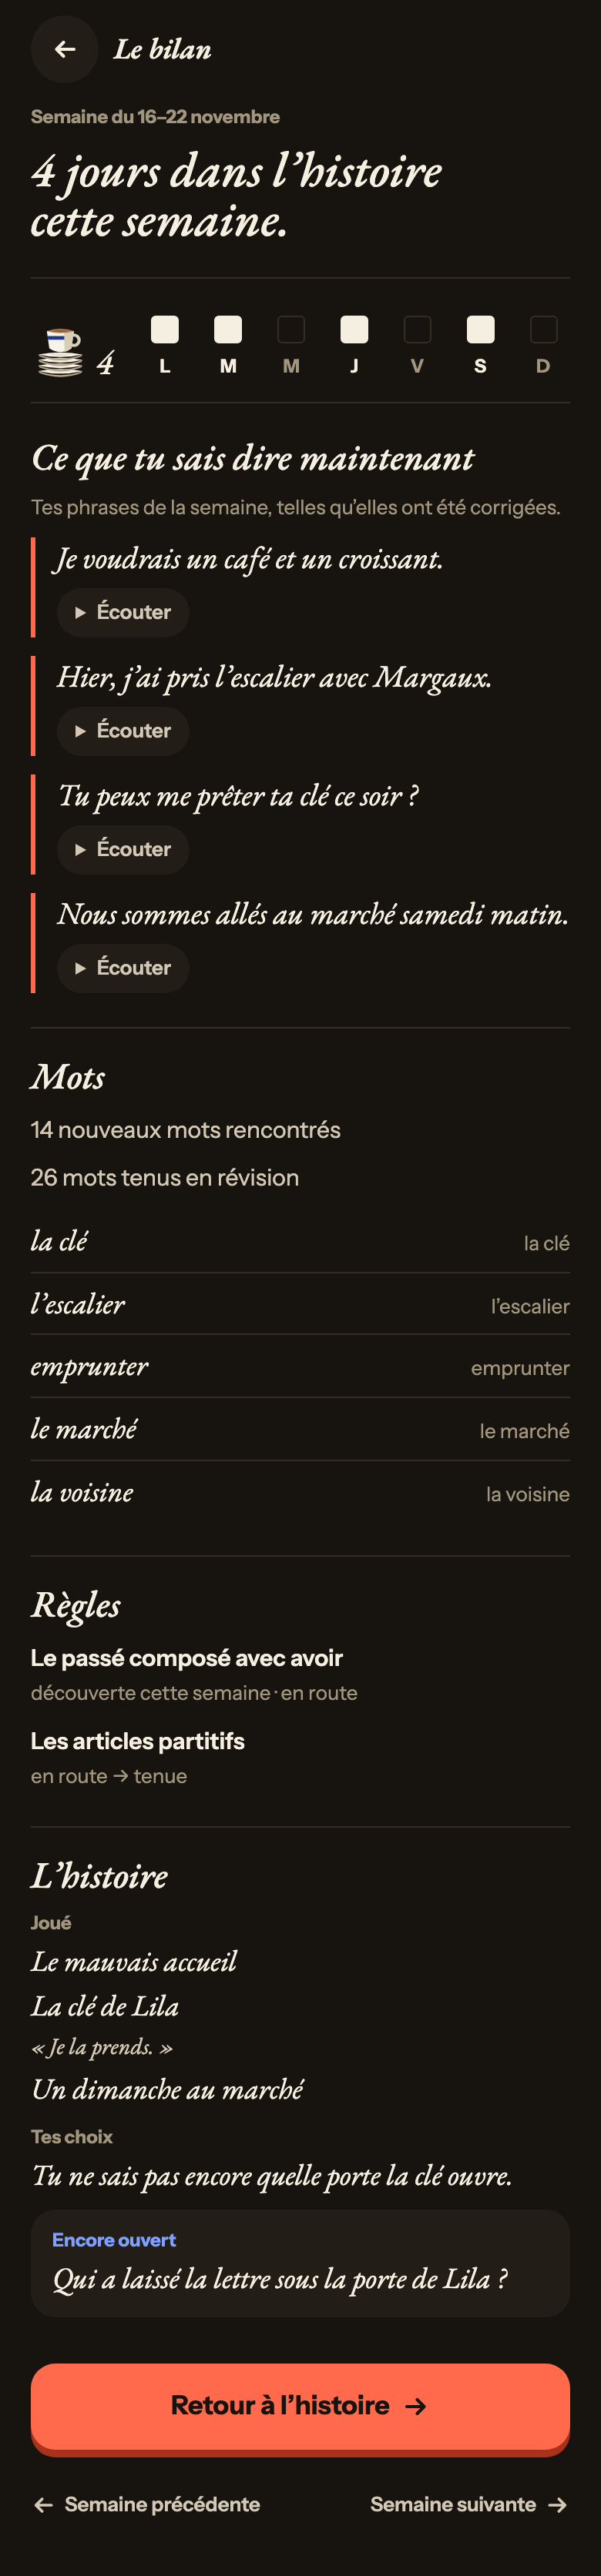 Le bilan
Semaine du 16–22 novembre
4 jours dans l’histoire
cette semaine.
4
L M M J V S D
Ce que tu sais dire maintenant
Tes phrases de la semaine, telles qu’elles ont été corrigées.
Je voudrais un café et un croissant.
Écouter
Hier, j’ai pris l’escalier avec Margaux.
Écouter
Tu peux me prêter ta clé ce soir ?
Écouter
Nous sommes allés au marché samedi matin.
Écouter
Mots
14 nouveaux mots rencontrés
26 mots tenus en révision
la clé la clé
l’escalier l’escalier
emprunter emprunter
le marché le marché
la voisine la voisine
Règles
Le passé composé avec avoir
découverte cette semaine · en route
Les articles partitifs
en route → tenue
L’histoire
Joué
Le mauvais accueil
La clé de Lila
« Je la prends. »
Un dimanche au marché
Tes choix
Tu ne sais pas encore quelle porte la clé ouvre.
Encore ouvert
Qui a laissé la lettre sous la porte de Lila ?
Retour à l’histoire →
← Semaine précédente Semaine suivante →